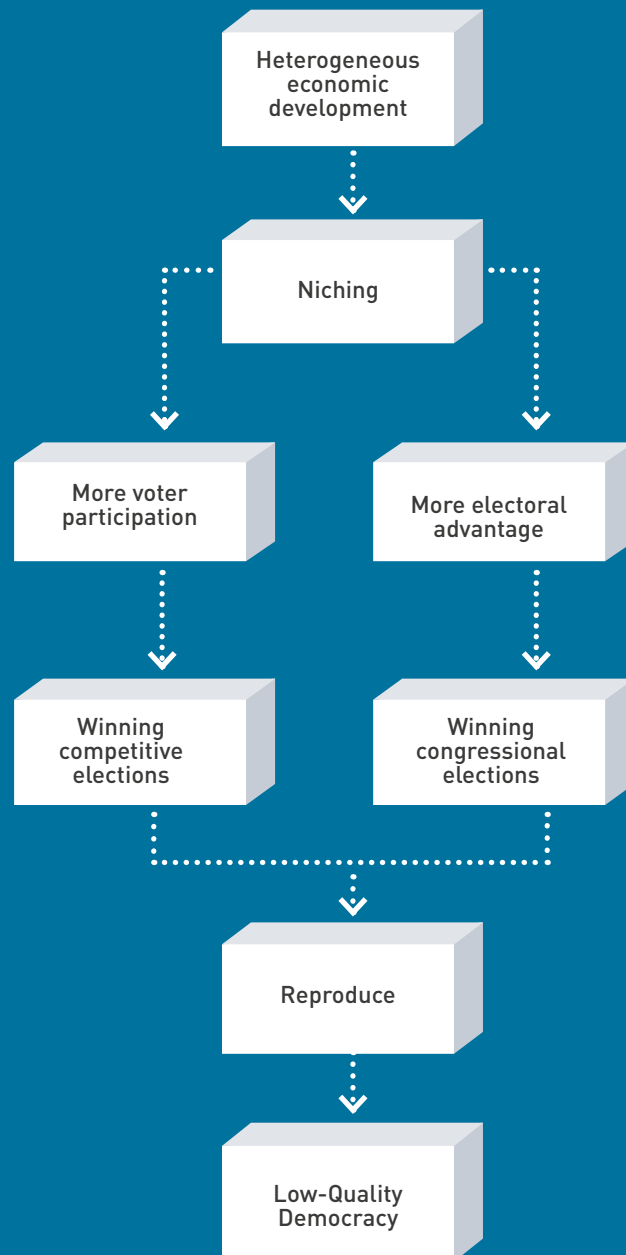 Heterogeneous
economic
development
Niching
More voter
participation
More electoral
advantage
Winning
competitive
elections
Winning
congressional
elections
Reproduce
Low-Quality
Democracy